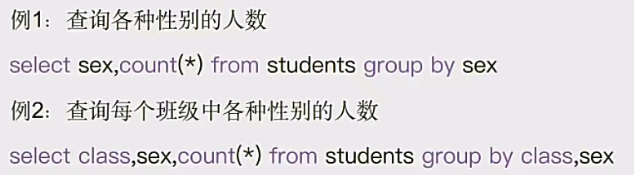 例1：查询各种性别的人数
select sex,count(*) from students group by sex
例2：查询每个班级中各种性别的人数
select class,sex,count(*) from students group by class,sex